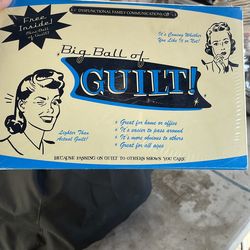 DYSFUNCTIONAL FAMILY COMMUNICATIONS CO.
Free
Inside!
Big Ball of
GUILT!
It's Coming Whether
You Like It or Not!
Lighter Than
Actual Guilt!
Great for home or office
It's easier to pass around
It's more obvious to others
Great for all ages
BECAUSE PASSING ON GUILT TO OTHERS SHOWS YOU CARE